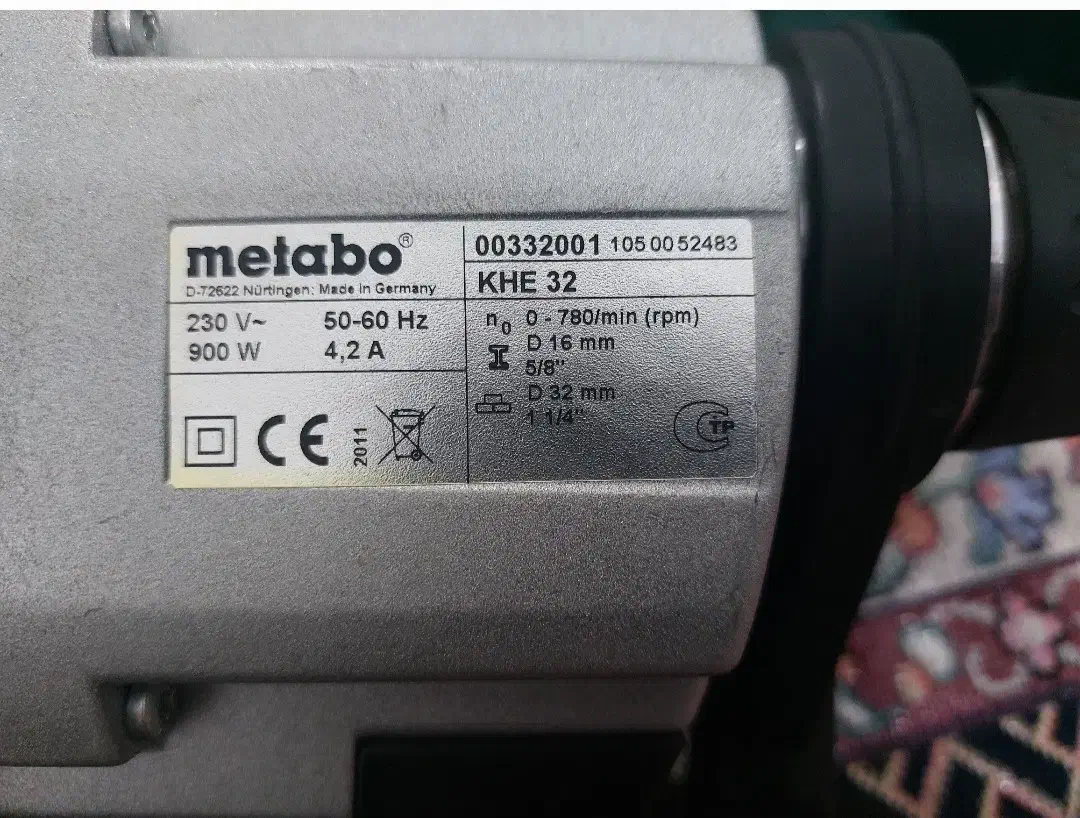 metabo®
D-72622 Nürtingen; Made in Germany
230 V~ 50-60 Hz
900 W 4,2 A
CE
2011
00332001 105 00 52483
KHE 32
n0 0 - 780/min (rpm)
D 16 mm
5/8"
D 32 mm
1 1/4"
CTP